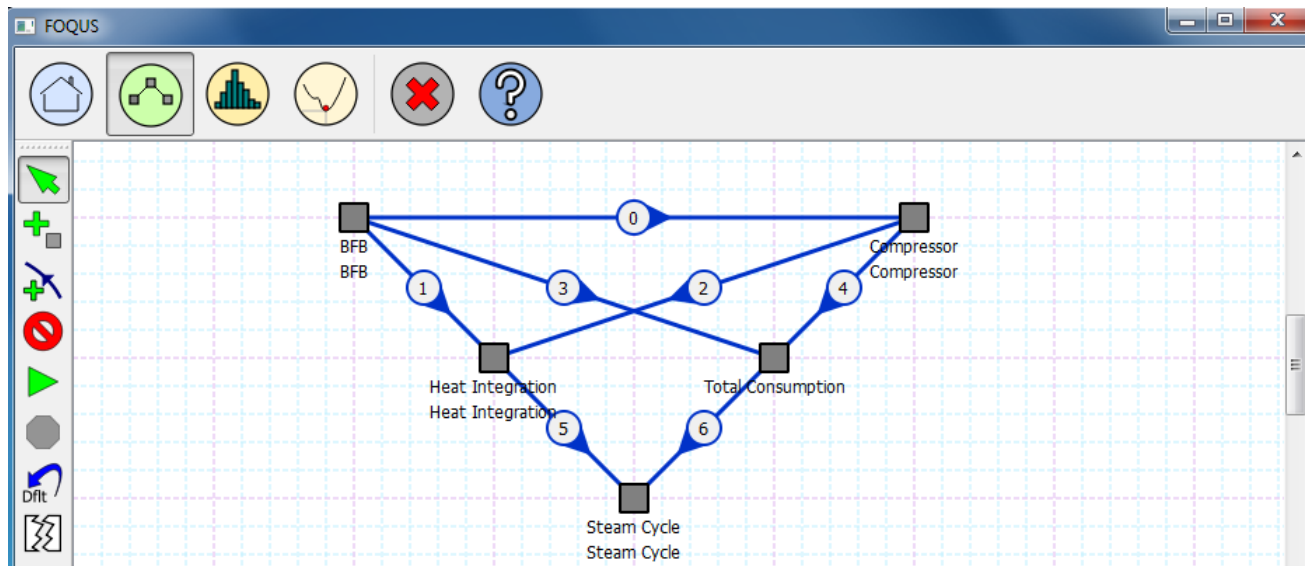 FOQUS
0
BFB
BFB
Compressor
Compressor
1
3
2
4
Heat Integration
Heat Integration
Total Consumption
5
6
Dflt
Steam Cycle
Steam Cycle